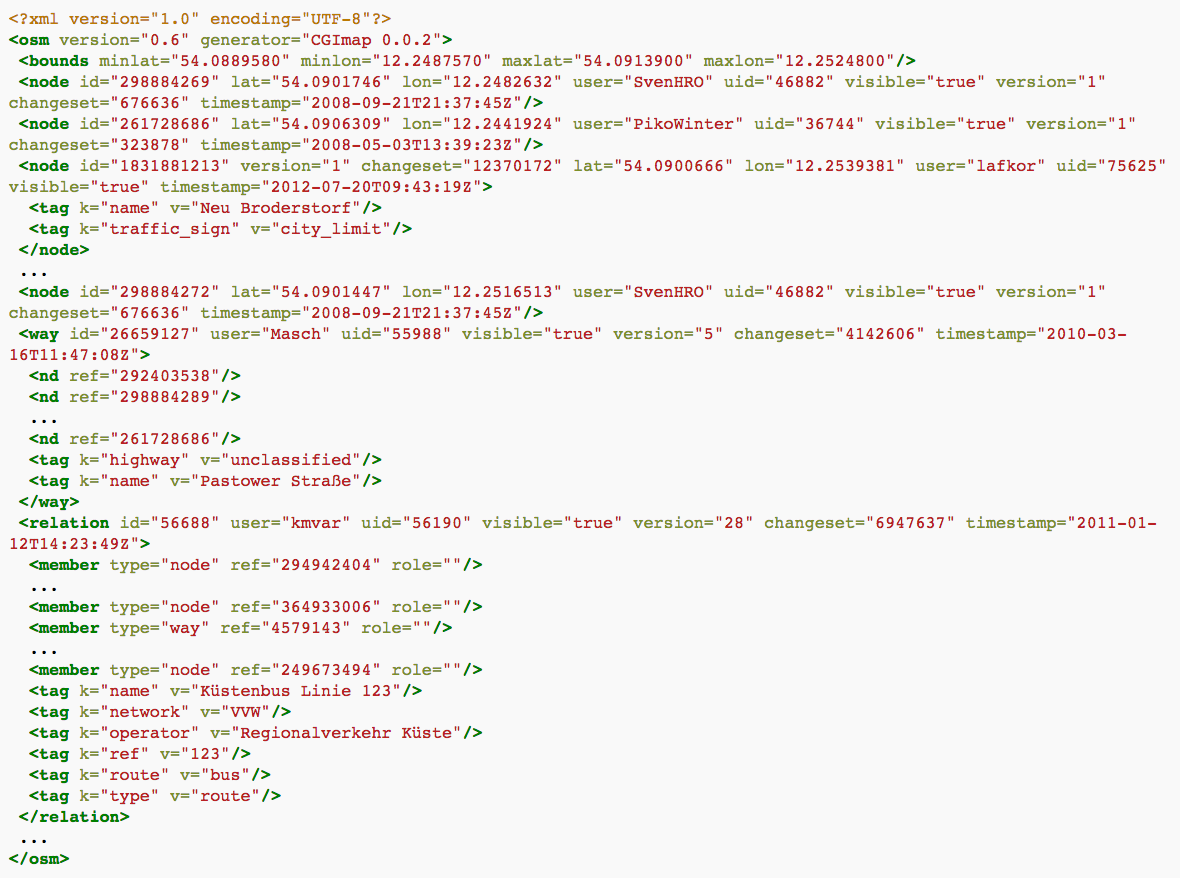 <?xml version="1.0" encoding="UTF-8"?>
<osm version="0.6" generator="CGImap 0.0.2">
 <bounds minlat="54.0889580" minlon="12.2487570" maxlat="54.0913900" maxlon="12.2524800"/>
 <node id="298884269" lat="54.0901746" lon="12.2482632" user="SvenHRO" uid="46882" visible="true" version="1"
changeset="676636" timestamp="2008-09-21T21:37:45Z"/>
 <node id="261728686" lat="54.0906309" lon="12.2441924" user="PikoWinter" uid="36744" visible="true" version="1"
changeset="323878" timestamp="2008-05-03T13:39:23Z"/>
 <node id="1831881213" version="1" changeset="12370172" lat="54.0900666" lon="12.2539381" user="lafkor" uid="75625"
visible="true" timestamp="2012-07-20T09:43:19Z">
  <tag k="name" v="Neu Broderstorf"/>
  <tag k="traffic_sign" v="city_limit"/>
 </node>
 ...
 <node id="298884272" lat="54.0901447" lon="12.2516513" user="SvenHRO" uid="46882" visible="true" version="1"
changeset="676636" timestamp="2008-09-21T21:37:45Z"/>
 <way id="26659127" user="Masch" uid="55988" visible="true" version="5" changeset="4142606" timestamp="2010-03-
16T11:47:08Z">
  <nd ref="292403538"/>
  <nd ref="298884289"/>
  ...
  <nd ref="261728686"/>
  <tag k="highway" v="unclassified"/>
  <tag k="name" v="Pastower Straße"/>
 </way>
 <relation id="56688" user="kmvar" uid="56190" visible="true" version="28" changeset="6947637" timestamp="2011-01-
12T14:23:49Z">
  <member type="node" ref="294942404" role=""/>
  ...
  <member type="node" ref="364933006" role=""/>
  <member type="way" ref="4579143" role=""/>
  ...
  <member type="node" ref="249673494" role=""/>
  <tag k="name" v="Küstenbus Linie 123"/>
  <tag k="network" v="VVW"/>
  <tag k="operator" v="Regionalverkehr Küste"/>
  <tag k="ref" v="123"/>
  <tag k="route" v="bus"/>
  <tag k="type" v="route"/>
 </relation>
 ...
</osm>